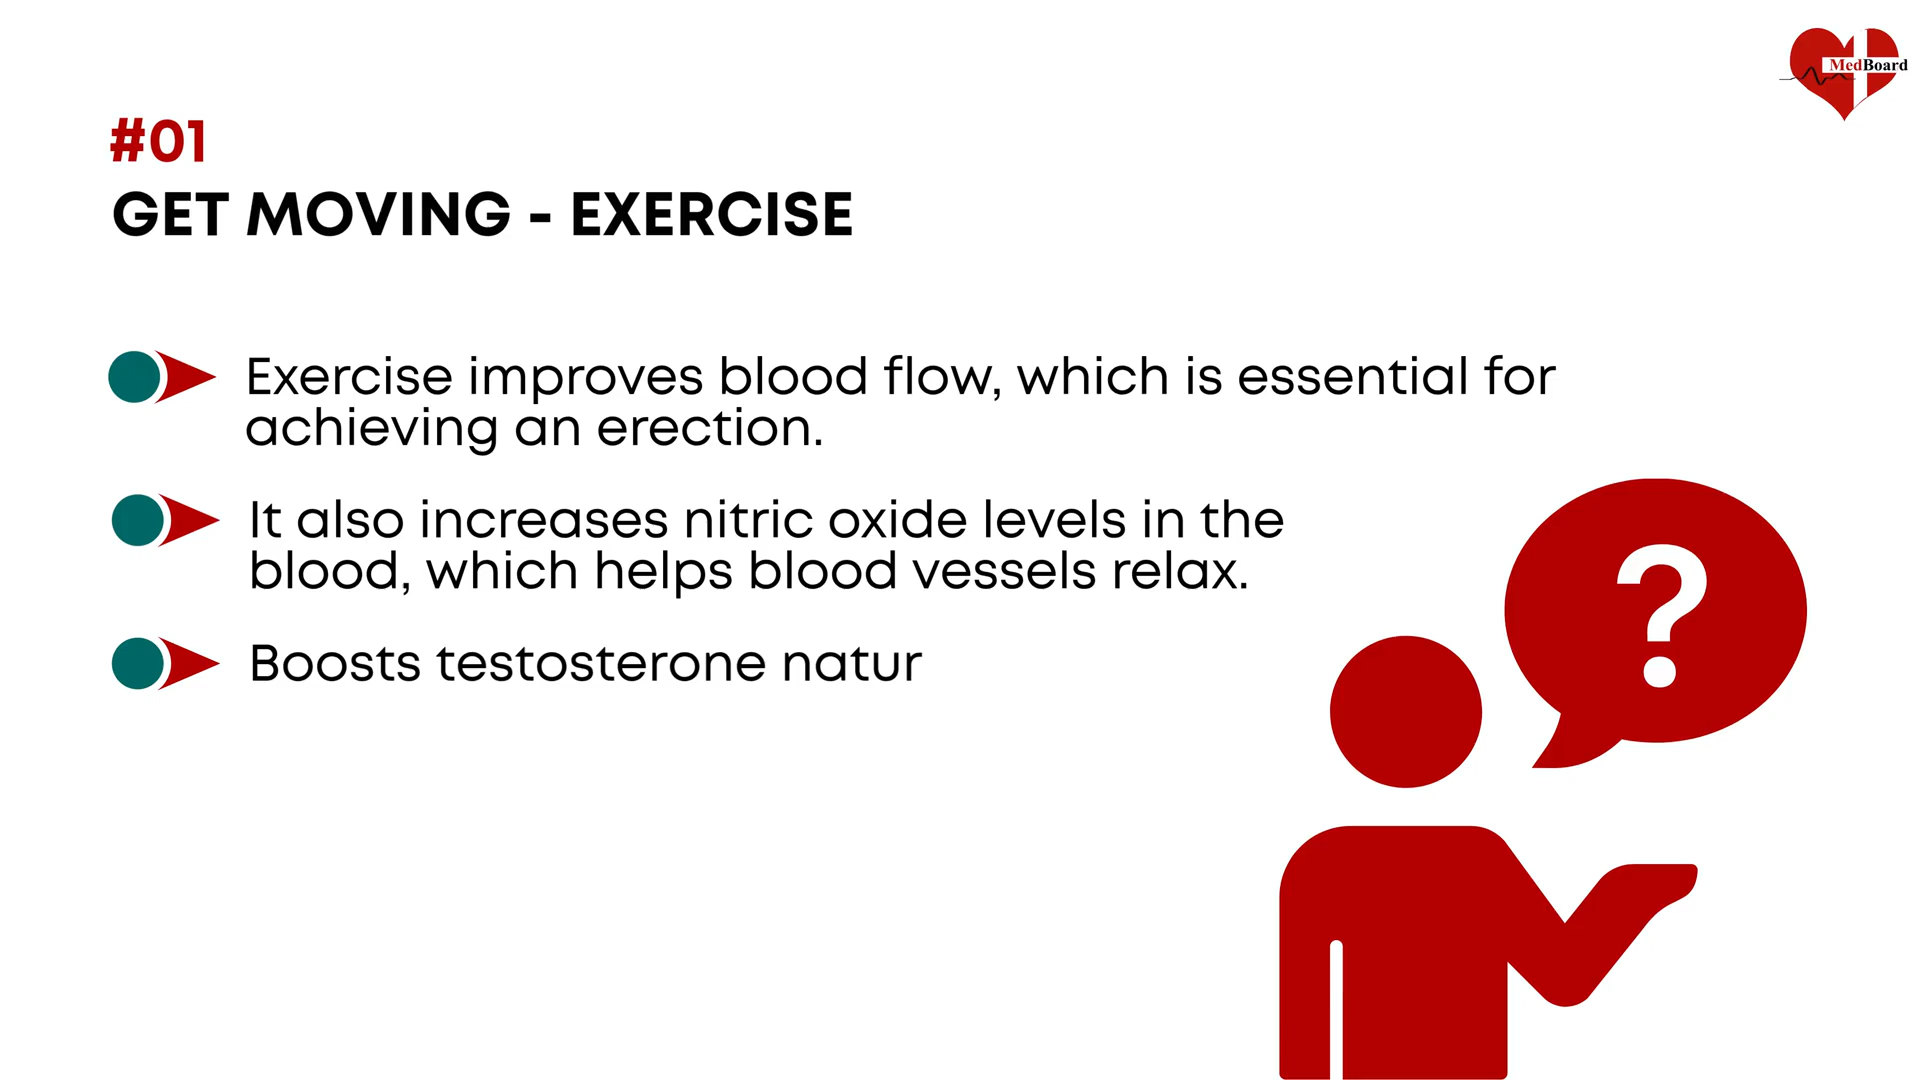 MedBoard
#01
GET MOVING - EXERCISE
Exercise improves blood flow, which is essential for
achieving an erection.
It also increases nitric oxide levels in the
blood, which helps blood vessels relax.
Boosts testosterone natur
?